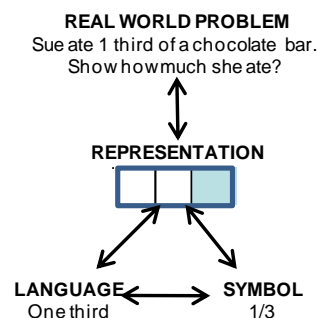 REAL WORLD PROBLEM
Sue ate 1 third of a chocolate bar.
Show how much she ate?
REPRESENTATION
LANGUAGE SYMBOL
One third 1/3